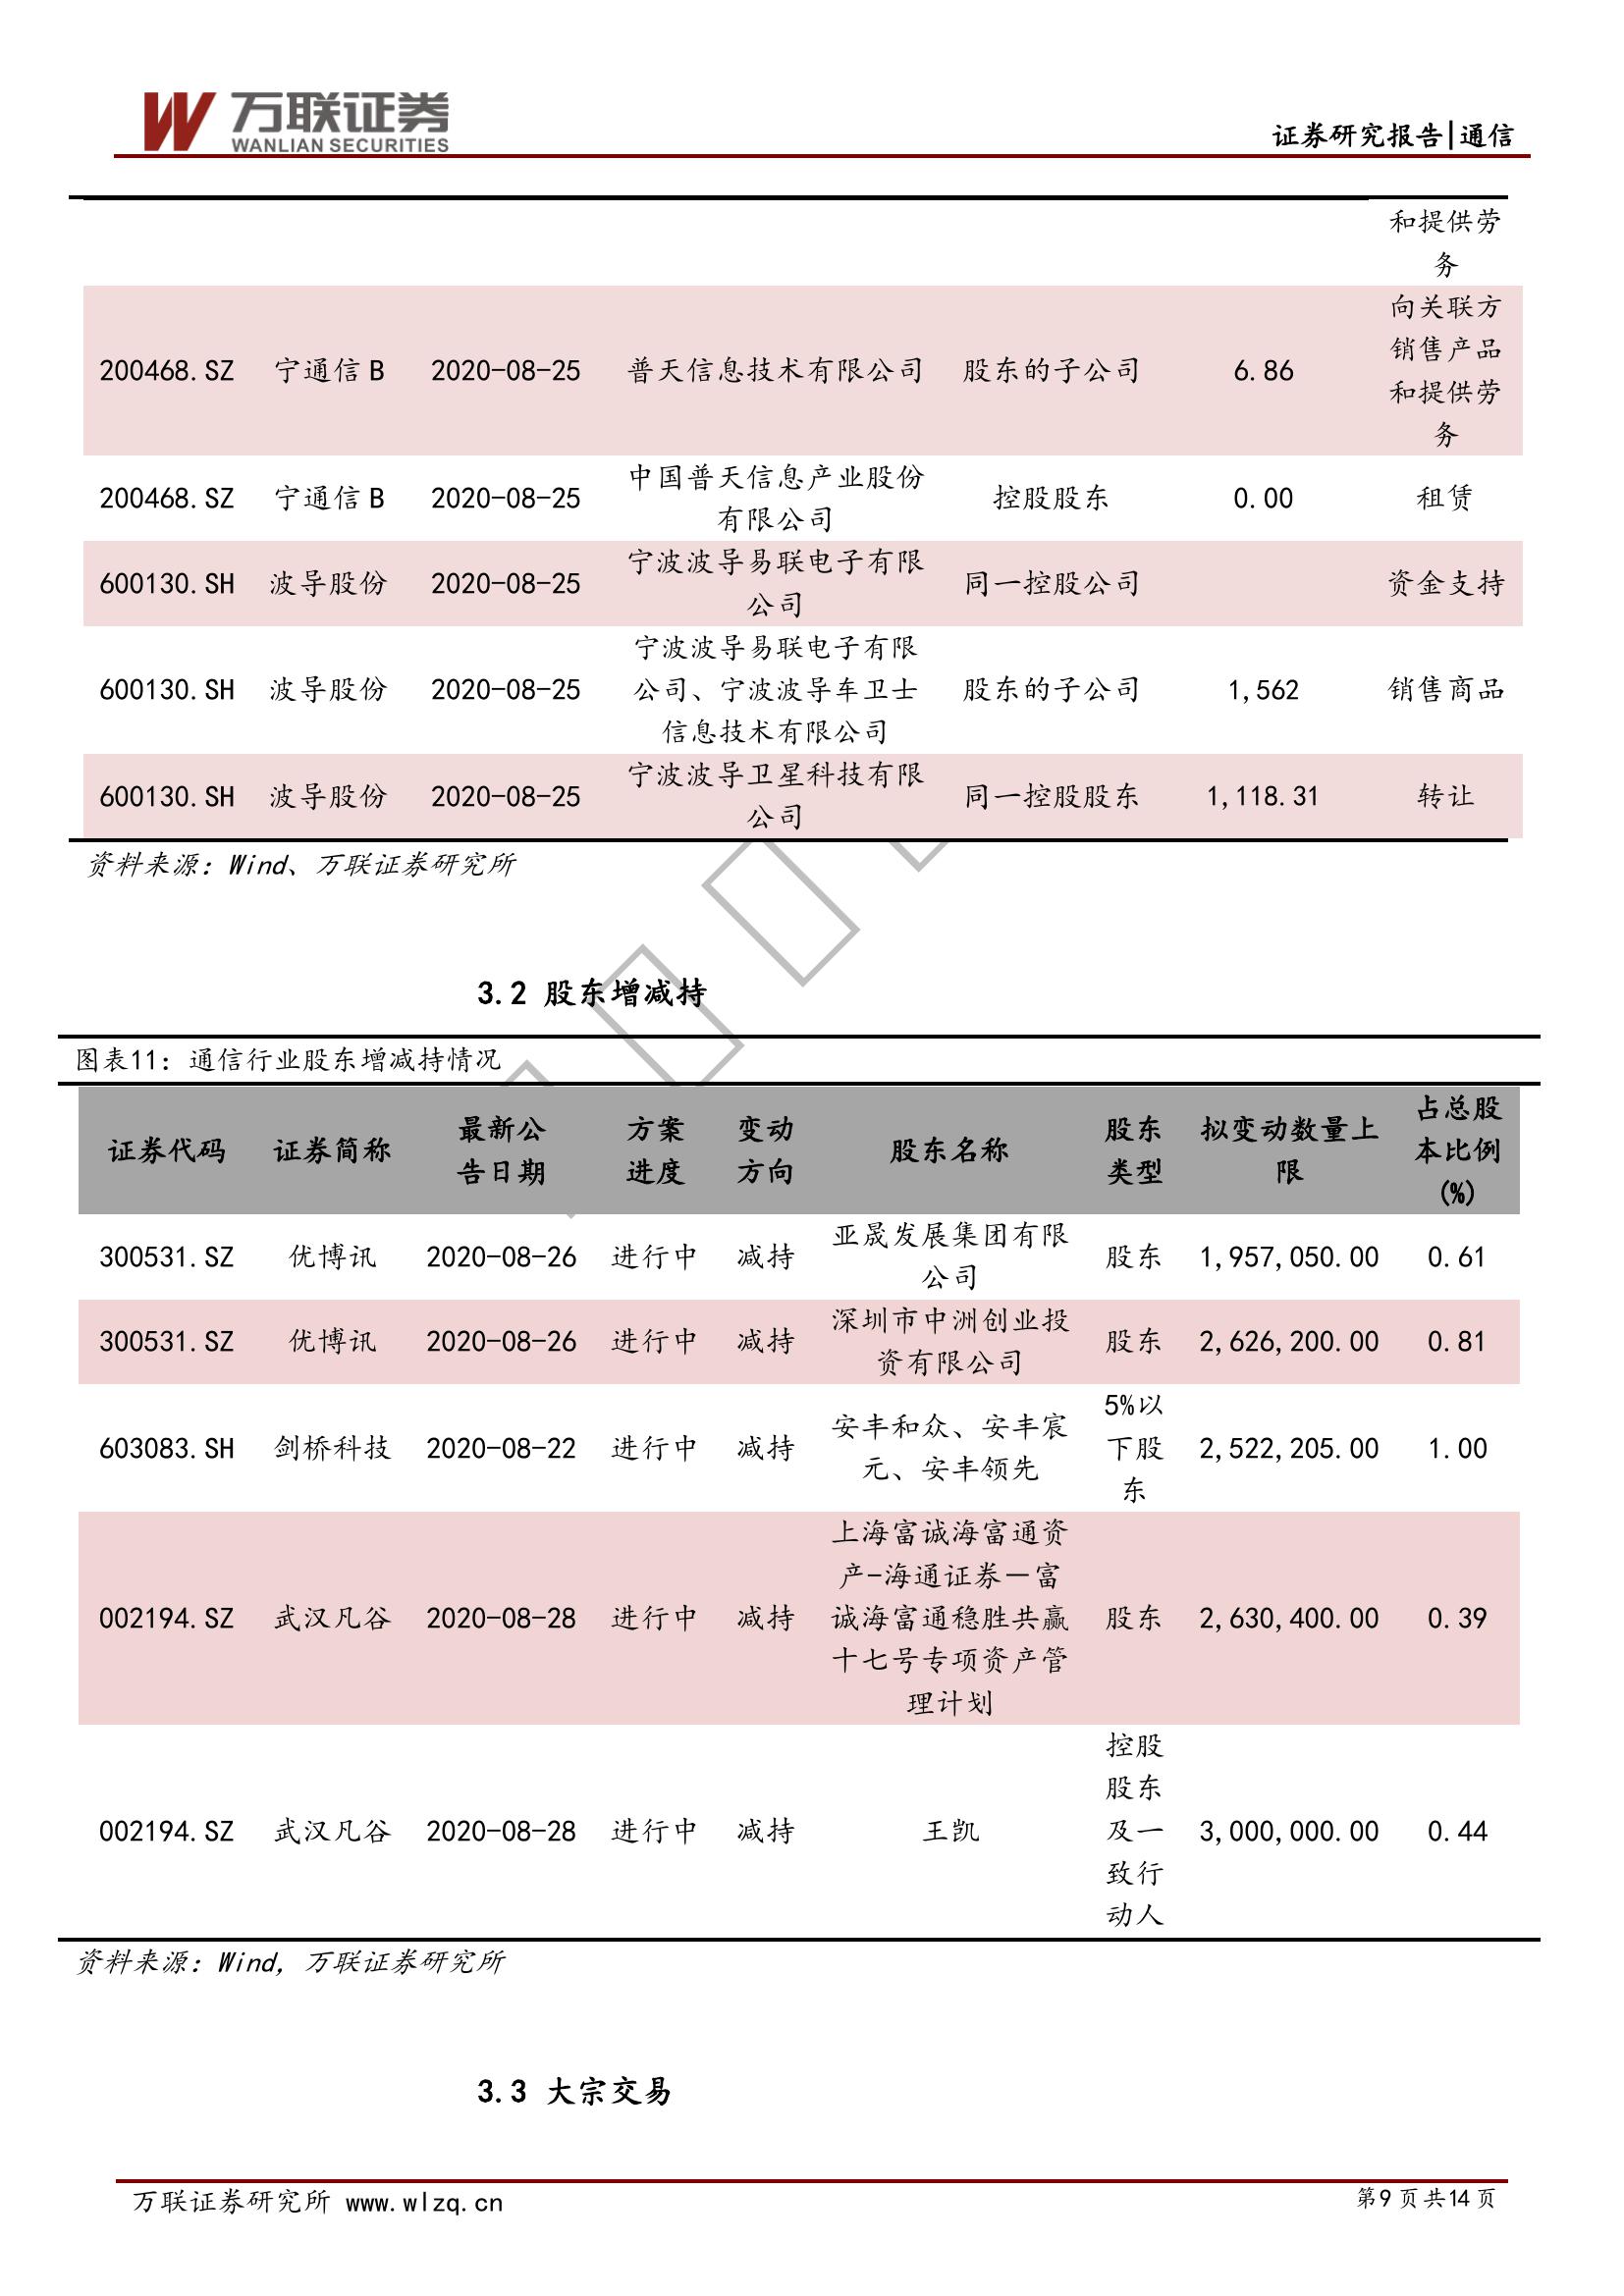 万联证券
WANLIAN SECURITIES
证券研究报告|通信
和提供劳
务
200468.SZ 宁通信B 2020-08-25 普天信息技术有限公司 股东的子公司 6.86 向关联方
销售产品
和提供劳
务
200468.SZ 宁通信B 2020-08-25 中国普天信息产业股份
有限公司 控股股东 0.00 租赁
600130.SH 波导股份 2020-08-25 宁波波导易联电子有限
公司 同一控股公司 资金支持
600130.SH 波导股份 2020-08-25 宁波波导易联电子有限
公司、宁波波导车卫士
信息技术有限公司 股东的子公司 1,562 销售商品
600130.SH 波导股份 2020-08-25 宁波波导卫星科技有限
公司 同一控股股东 1,118.31 转让
资料来源：Wind、万联证券研究所
3.2 股东增减持
图表11：通信行业股东增减持情况
证券代码 证券简称 最新公
告日期 方案
进度 变动
方向 股东名称 股东
类型 拟变动数量上
限 占总股
本比例
(%)
300531.SZ 优博讯 2020-08-26 进行中 减持 亚晟发展集团有限
公司 股东 1,957,050.00 0.61
300531.SZ 优博讯 2020-08-26 进行中 减持 深圳市中洲创业投
资有限公司 股东 2,626,200.00 0.81
603083.SH 剑桥科技 2020-08-22 进行中 减持 安丰和众、安丰宸
元、安丰领先 5%以
下股
东 2,522,205.00 1.00
002194.SZ 武汉凡谷 2020-08-28 进行中 减持 上海富诚海富通资
产-海通证券－富
诚海富通稳胜共赢
十七号专项资产管
理计划 股东 2,630,400.00 0.39
002194.SZ 武汉凡谷 2020-08-28 进行中 减持 王凯 控股
股东
及一
致行
动人 3,000,000.00 0.44
资料来源：Wind, 万联证券研究所
3.3 大宗交易
万联证券研究所 www.wlzq.cn
第9页共14页